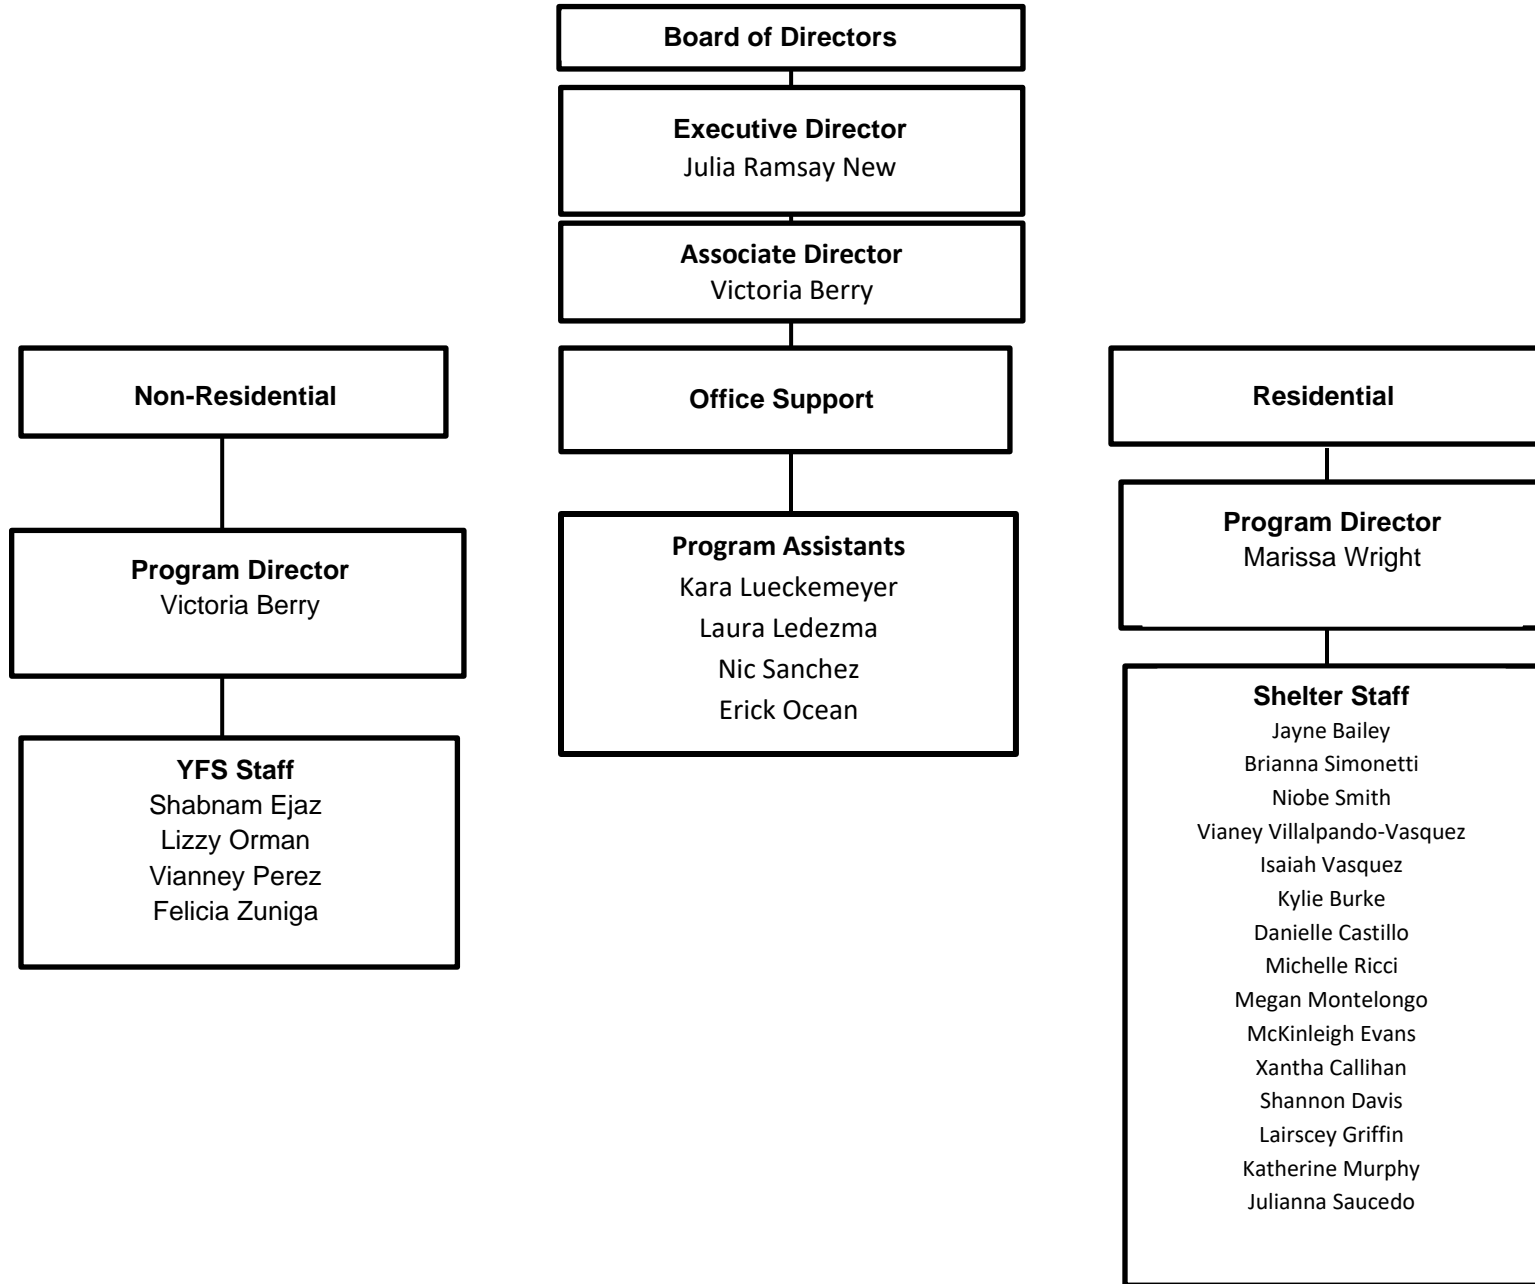 Board of Directors
Executive Director
Julia Ramsay New
Associate Director
Victoria Berry
Non-Residential
Program Director
Victoria Berry
YFS Staff
Shabnam Ejaz
Lizzy Orman
Vianney Perez
Felicia Zuniga
Office Support
Program Assistants
Kara Lueckemeyer
Laura Ledezma
Nic Sanchez
Erick Ocean
Residential
Program Director
Marissa Wright
Shelter Staff
Jayne Bailey
Brianna Simonetti
Niobe Smith
Vianey Villalpando-Vasquez
Isaiah Vasquez
Kylie Burke
Danielle Castillo
Michelle Ricci
Megan Montelongo
McKinleigh Evans
Xantha Callihan
Shannon Davis
Lairscey Griffin
Katherine Murphy
Julianna Saucedo